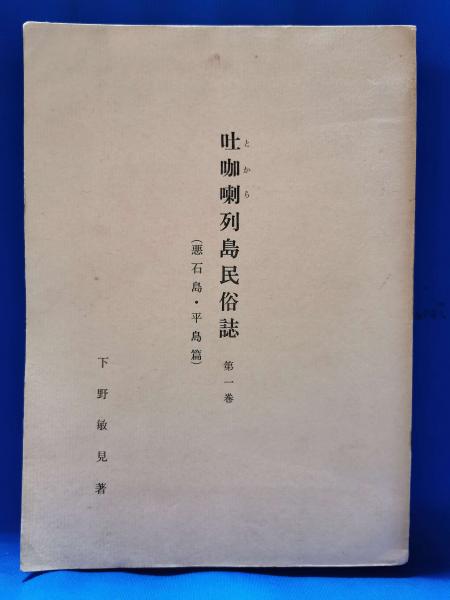 とから
吐咖喇列島民俗誌 第一巻
(悪石島・平島篇)
下野敏見著